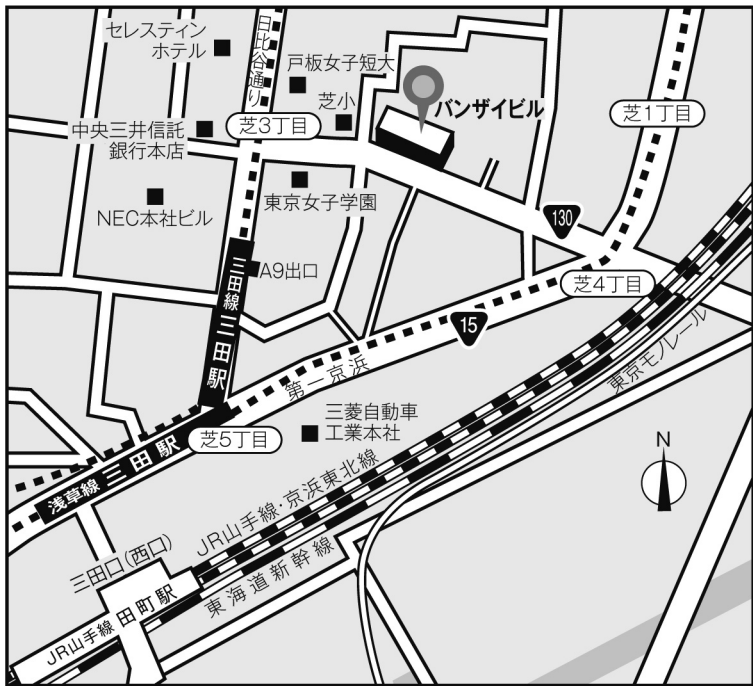 セレスティン
ホテル
日比谷通り
戸板女子短大
芝小
バンザイビル
芝1丁目
中央三井信託
銀行本店
芝3丁目
東京女子学園
NEC本社ビル
130
A9出口
三田線 三田駅
芝4丁目
15
東京モノレール
第一京浜
三菱自動車
工業本社
芝5丁目
浅草線 三田駅
N
JR山手線・京浜東北線
三田口(西口)
東海道新幹線
JR山手線 田町駅